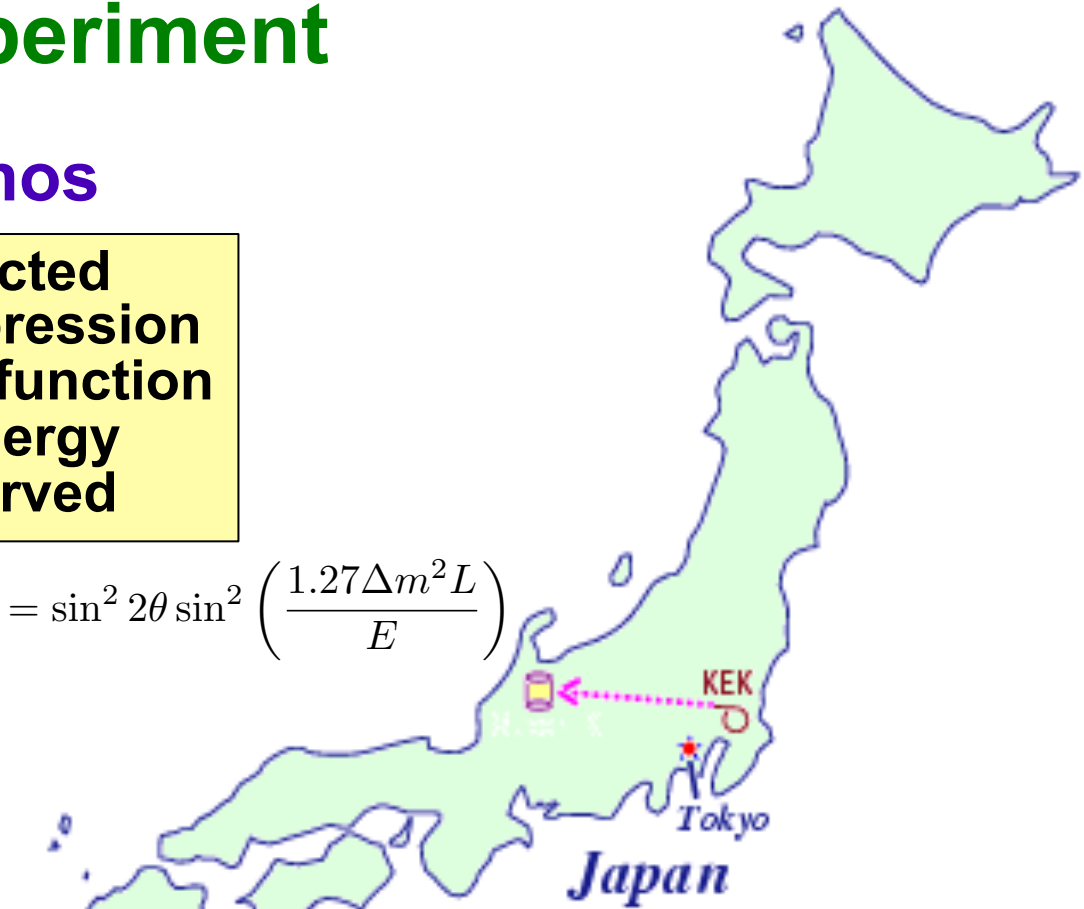 periment
nos
cted
pression
function
ergy
rved
= sin² 2θ sin² (1.27Δm²L / E)
KEK
Tokyo
Japan